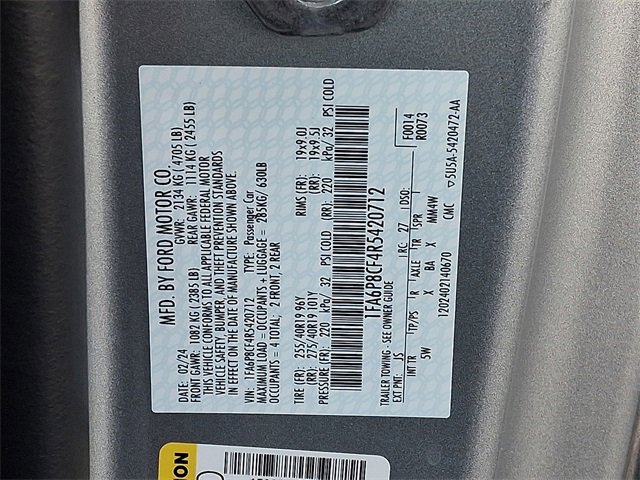 MFD. BY FORD MOTOR CO.
DATE: 02/24 GVWR: 2134 KG ( 4705 LB)
FRONT GAWR: 1082 KG ( 2385 LB) REAR GAWR: 1114 KG ( 2455 LB)
THIS VEHICLE CONFORMS TO ALL APPLICABLE FEDERAL MOTOR
VEHICLE SAFETY, BUMPER, AND THEFT PREVENTION STANDARDS
IN EFFECT ON THE DATE OF MANUFACTURE SHOWN ABOVE.
VIN: 1FA6P8CF4R5420712 TYPE: Passenger Car
MAXIMUM LOAD = OCCUPANTS + LUGGAGE = 285KG/ 630LB
OCCUPANTS = 4 TOTAL; 2 FRONT, 2 REAR
TIRE (FR): 255/40R19 96Y RIMS (FR): 19x9.0J
(RR): 275/40R19 101Y (RR): 19x9.5J
PRESSURE (FR): 220 kPa/ 32 PSI COLD (RR): 220 kPa/ 32 PSI COLD
1FA6P8CF4R5420712
TRAILER TOWING - SEE OWNER GUIDE F0014
R0073
EXT PNT: JS RC: 27 DSO:
INT TR TP/PS R AXLE TR SPR
5W X BA X MM4W
CMC ▽5U5A-5420472-AA
1202402140670
ION